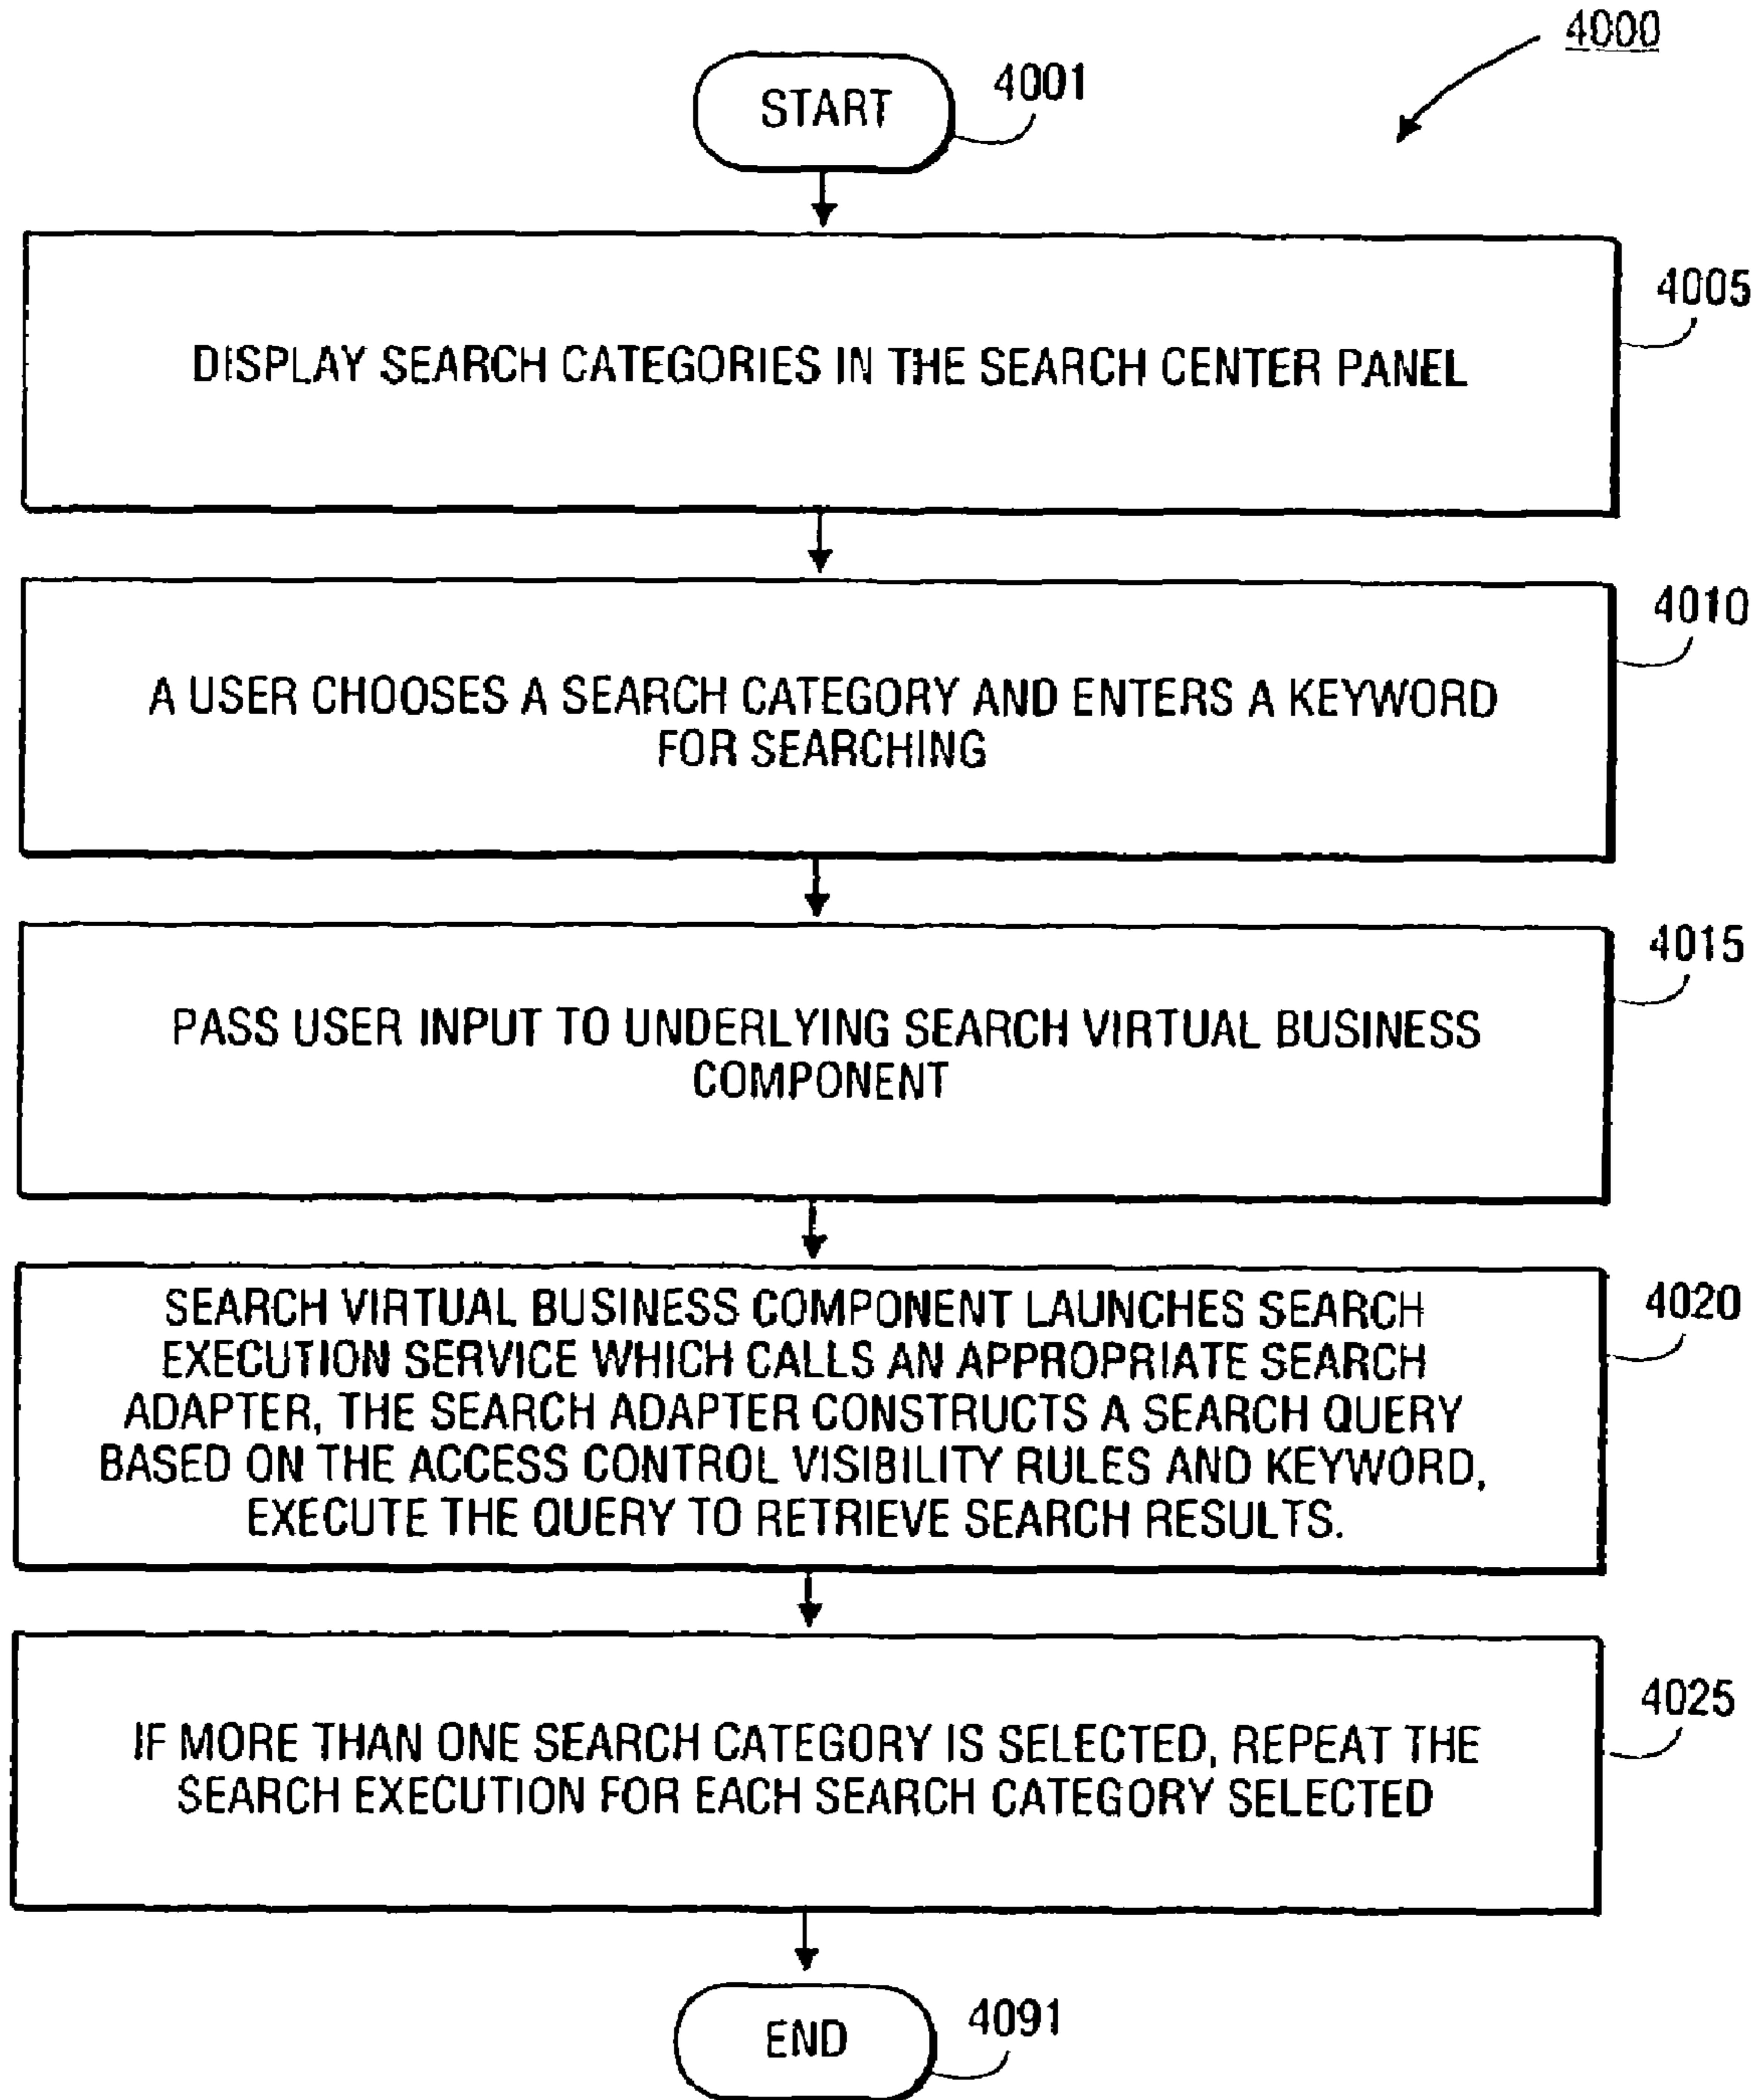 4000
START
4001
DISPLAY SEARCH CATEGORIES IN THE SEARCH CENTER PANEL
4005
A USER CHOOSES A SEARCH CATEGORY AND ENTERS A KEYWORD
FOR SEARCHING
4010
PASS USER INPUT TO UNDERLYING SEARCH VIRTUAL BUSINESS
COMPONENT
4015
SEARCH VIRTUAL BUSINESS COMPONENT LAUNCHES SEARCH
EXECUTION SERVICE WHICH CALLS AN APPROPRIATE SEARCH
ADAPTER, THE SEARCH ADAPTER CONSTRUCTS A SEARCH QUERY
BASED ON THE ACCESS CONTROL VISIBILITY RULES AND KEYWORD,
EXECUTE THE QUERY TO RETRIEVE SEARCH RESULTS.
4020
IF MORE THAN ONE SEARCH CATEGORY IS SELECTED, REPEAT THE
SEARCH EXECUTION FOR EACH SEARCH CATEGORY SELECTED
4025
END
4091